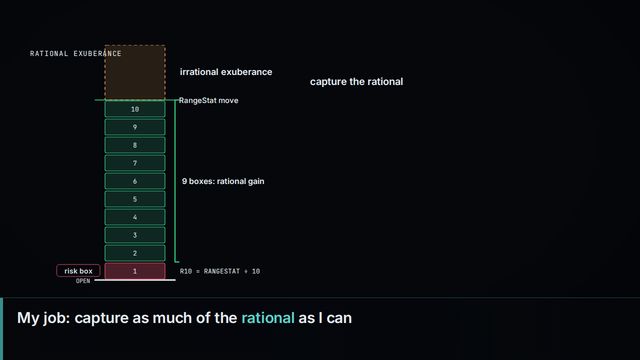 RATIONAL EXUBERANCE
irrational exuberance
capture the rational
RangeStat move
10
9
8
7
6
5
4
3
2
1
9 boxes: rational gain
risk box
R10 = RANGESTAT ÷ 10
OPEN
My job: capture as much of the rational as I can